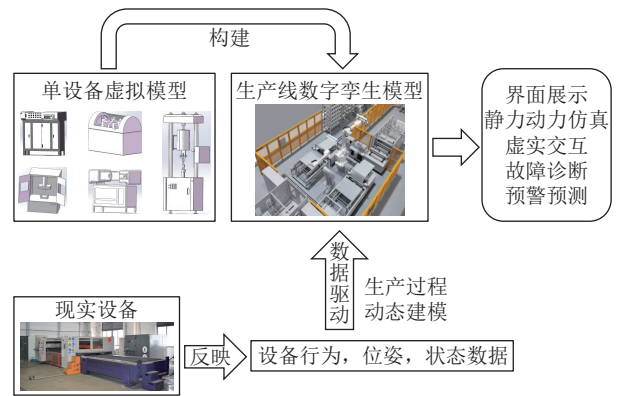 构建
单设备虚拟模型
生产线数字孪生模型
界面展示
静力动力仿真
虚实交互
故障诊断
预警预测
数据驱动
生产过程
动态建模
现实设备
反映
设备行为，位姿，状态数据